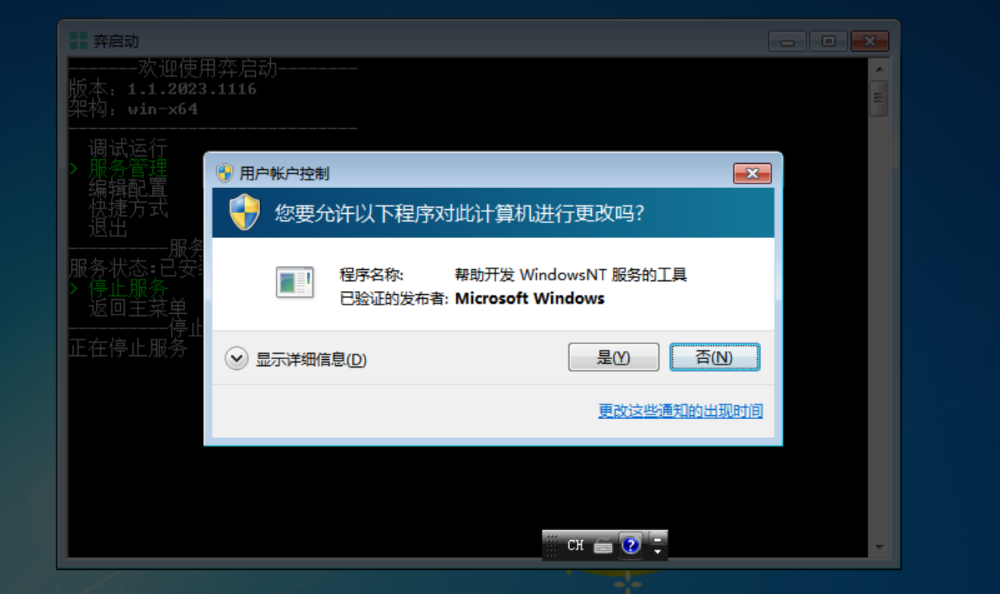 弈启动
--------欢迎使用弈启动--------
版本：1.1.2023.1116
架构：win-x64
------------------------------
调试运行
> 服务管理
编辑配置
快捷方式
退出
----------服务
服务状态:已安
> 停止服务
返回主菜单
----------停止
正在停止服务
用户帐户控制
您要允许以下程序对此计算机进行更改吗?
程序名称: 帮助开发 WindowsNT 服务的工具
已验证的发布者: Microsoft Windows
显示详细信息(D)
是(Y)
否(N)
更改这些通知的出现时间
CH